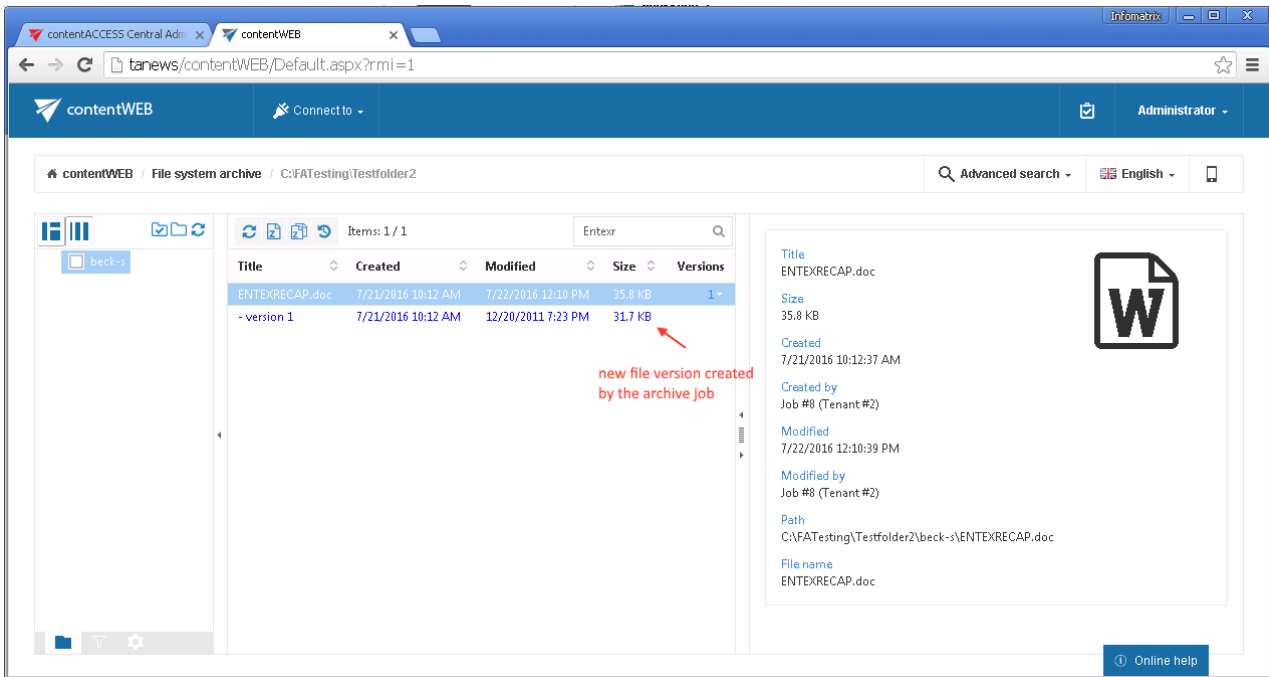 Infomatrix
contentACCESS Central Adm
contentWEB
tanews/contentWEB/Default.aspx?rmi=1
contentWEB
Connect to
Administrator
contentWEB / File system archive / C:\FATesting\Testfolder2
Advanced search
English
beck-s
Items: 1 / 1
Entexr
Title Created Modified Size Versions
ENTEXRECAP.doc 7/21/2016 10:12 AM 7/22/2016 12:10 PM 35.8 KB 1
- version 1 7/21/2016 10:12 AM 12/20/2011 7:23 PM 31.7 KB
new file version created
by the archive job
Title
ENTEXRECAP.doc
Size
35.8 KB
Created
7/21/2016 10:12:37 AM
Created by
Job #8 (Tenant #2)
Modified
7/22/2016 12:10:39 PM
Modified by
Job #8 (Tenant #2)
Path
C:\FATesting\Testfolder2\beck-s\ENTEXRECAP.doc
File name
ENTEXRECAP.doc
W
Online help